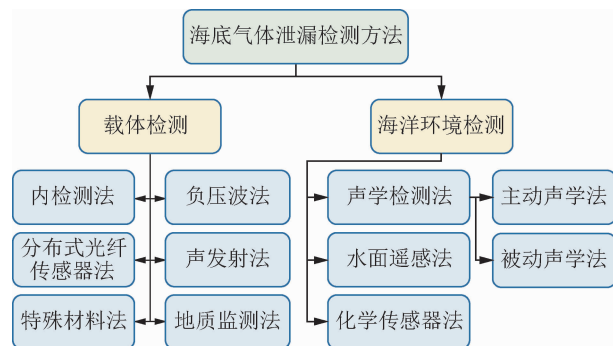 海底气体泄漏检测方法
载体检测
海洋环境检测
内检测法
负压波法
声学检测法
主动声学法
分布式光纤
传感器法
声发射法
水面遥感法
被动声学法
特殊材料法
地质监测法
化学传感器法